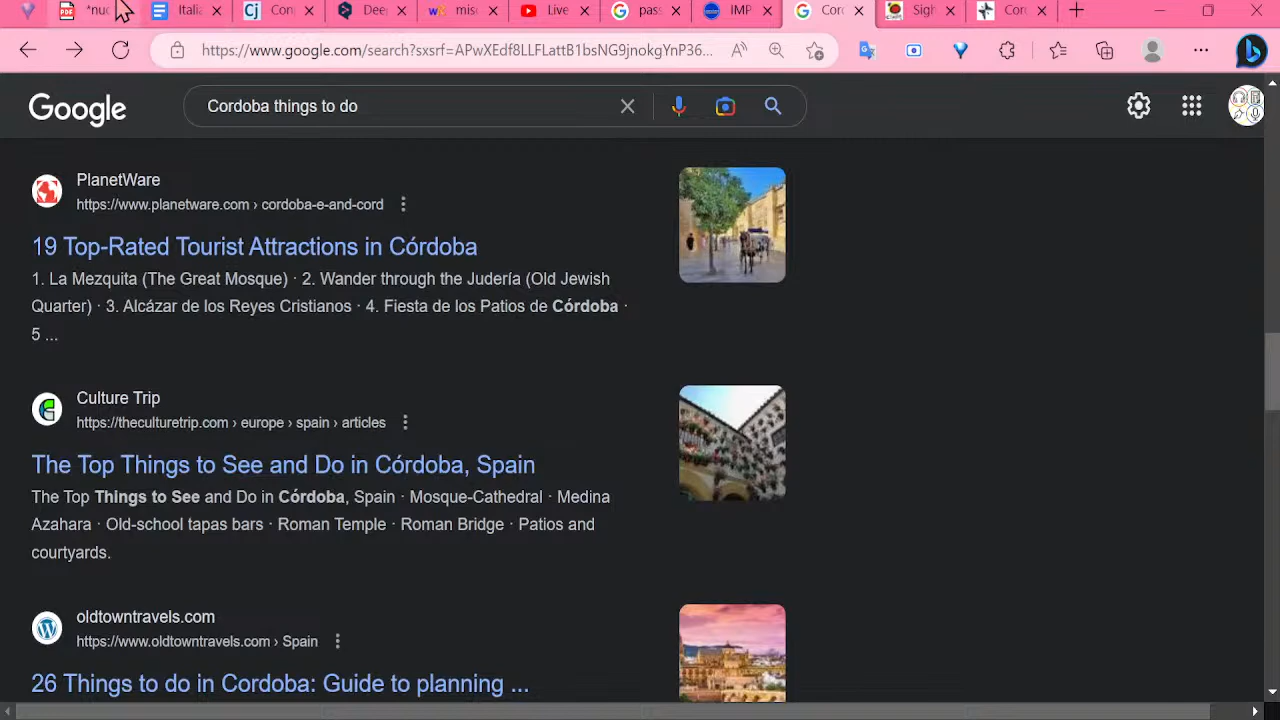 *nuc
Itali
Con
Dee
mis
Live
pass
IMP
Cor
Sigh
Cor
https://www.google.com/search?sxsrf=APwXEdf8LLFLattB1bsNG9jnokgYnP36...
Google
Cordoba things to do
PlanetWare
https://www.planetware.com › cordoba-e-and-cord
19 Top-Rated Tourist Attractions in Córdoba
1. La Mezquita (The Great Mosque) · 2. Wander through the Judería (Old Jewish
Quarter) · 3. Alcázar de los Reyes Cristianos · 4. Fiesta de los Patios de Córdoba ·
5 ...
Culture Trip
https://theculturetrip.com › europe › spain › articles
The Top Things to See and Do in Córdoba, Spain
The Top Things to See and Do in Córdoba, Spain · Mosque-Cathedral · Medina
Azahara · Old-school tapas bars · Roman Temple · Roman Bridge · Patios and
courtyards.
oldtowntravels.com
https://www.oldtowntravels.com › Spain
26 Things to do in Cordoba: Guide to planning ...